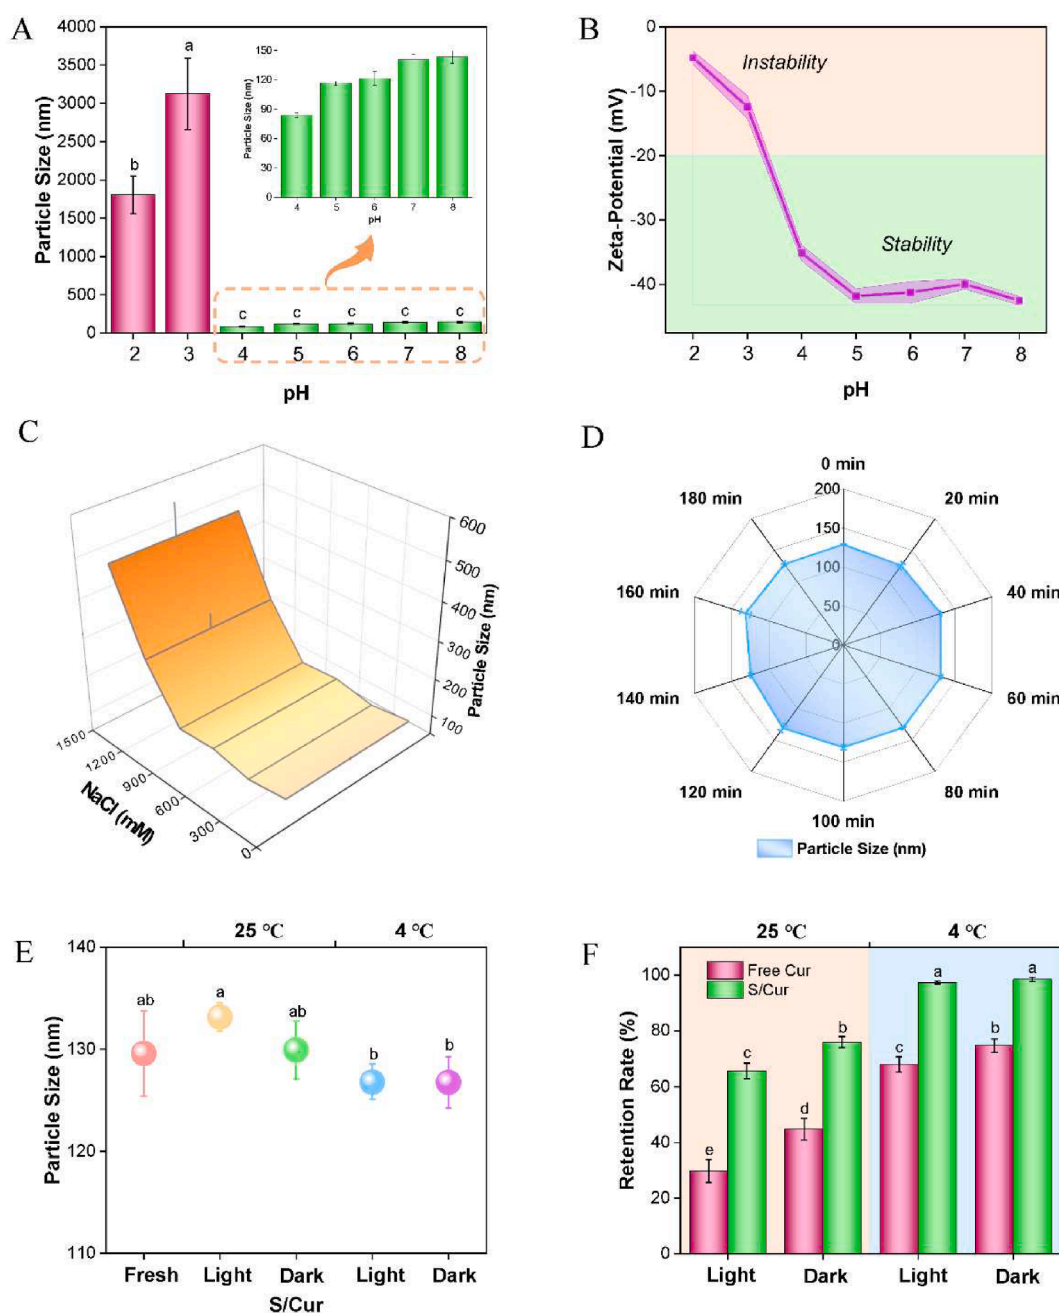 A
4000
3500
3000
2500
2000
1500
1000
500
0
Particle Size (nm)
b
a
c
c
c
c
c
2
3
4
5
6
7
8
pH
150
120
90
60
30
0
Particle Size (nm)
4
5
6
7
8
pH
B
0
-10
-20
-30
-40
Zeta-Potential (mV)
Instability
Stability
2
3
4
5
6
7
8
pH
C
600
500
400
300
200
100
Particle Size (nm)
1500
1200
900
600
300
0
NaCl (mM)
D
0 min
20 min
40 min
60 min
80 min
100 min
120 min
140 min
160 min
180 min
200
150
100
50
0
Particle Size (nm)
E
25 °C
4 °C
140
130
120
110
Particle Size (nm)
ab
a
ab
b
b
Fresh
Light
Dark
Light
Dark
S/Cur
F
25 °C
4 °C
Free Cur
S/Cur
100
80
60
40
20
0
Retention Rate (%)
e
c
d
b
c
a
b
a
Light
Dark
Light
Dark